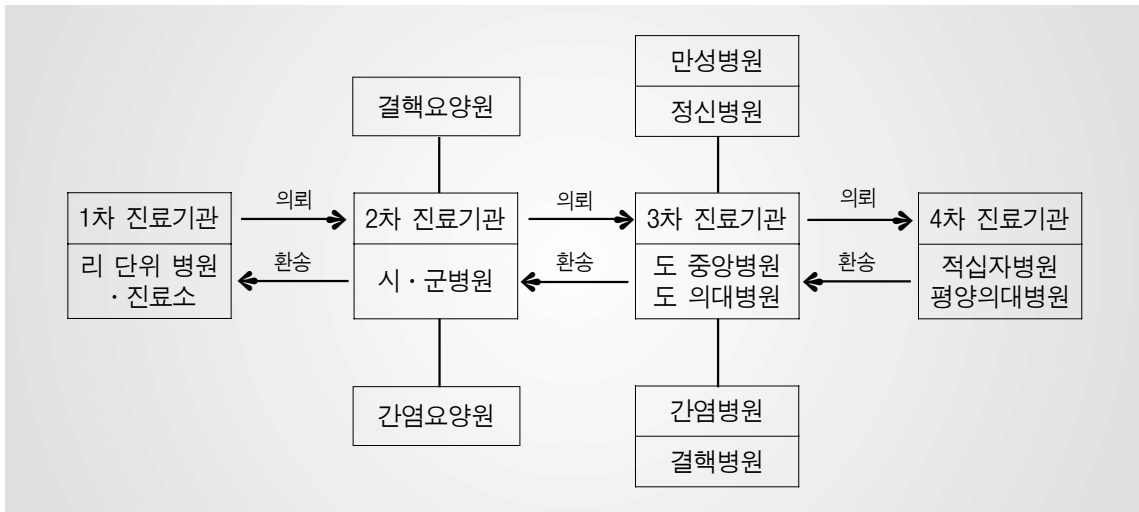 만성병원
정신병원
결핵요양원
1차 진료기관
의뢰
2차 진료기관
의뢰
3차 진료기관
의뢰
4차 진료기관
리 단위 병원
· 진료소
환송
시 · 군병원
환송
도 중앙병원
도 의대병원
환송
적십자병원
평양의대병원
간염요양원
간염병원
결핵병원